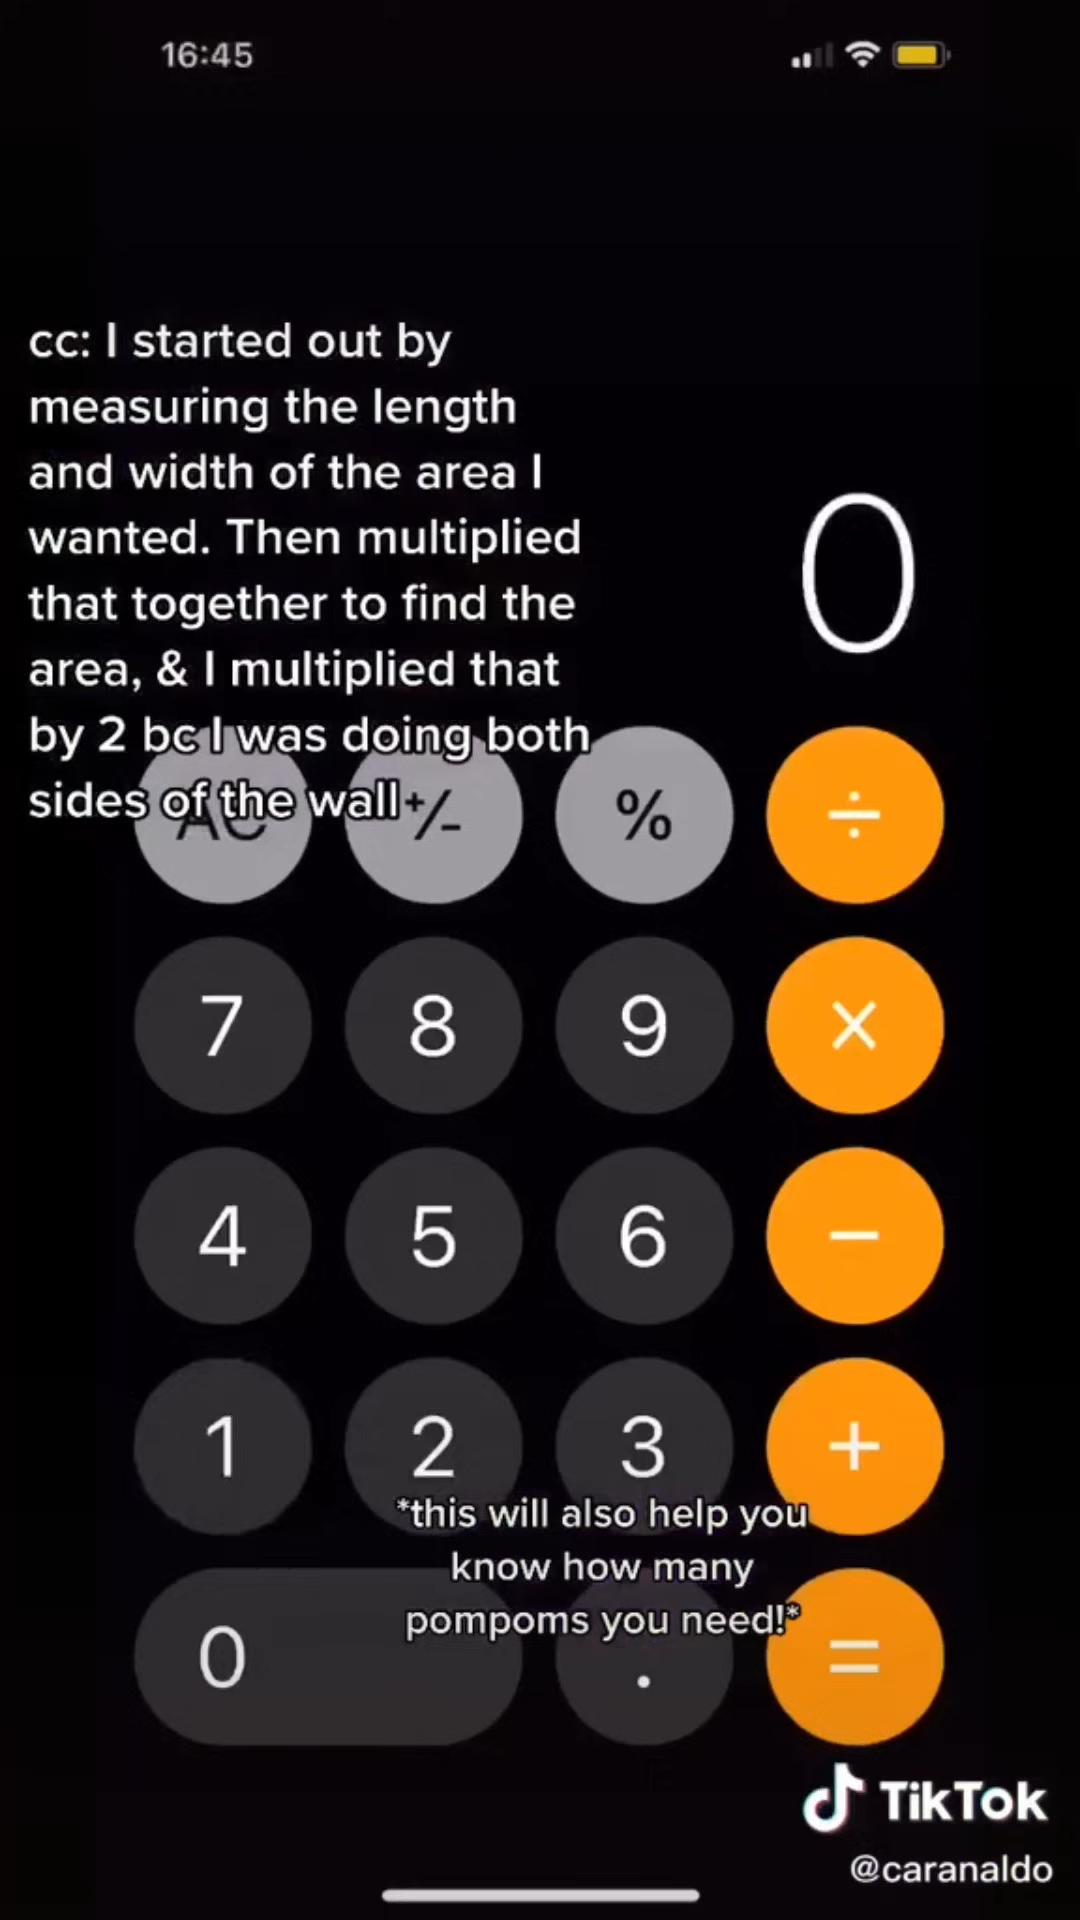 16:45
cc: I started out by
measuring the length
and width of the area I
wanted. Then multiplied
that together to find the
area, & I multiplied that
by 2 bc I was doing both
sides of the wall
0
AC +/- % ÷
7 8 9 ×
4 5 6 −
1 2 3 +
*this will also help you
know how many
pompoms you need!*
0 . =
TikTok
@caranaldo